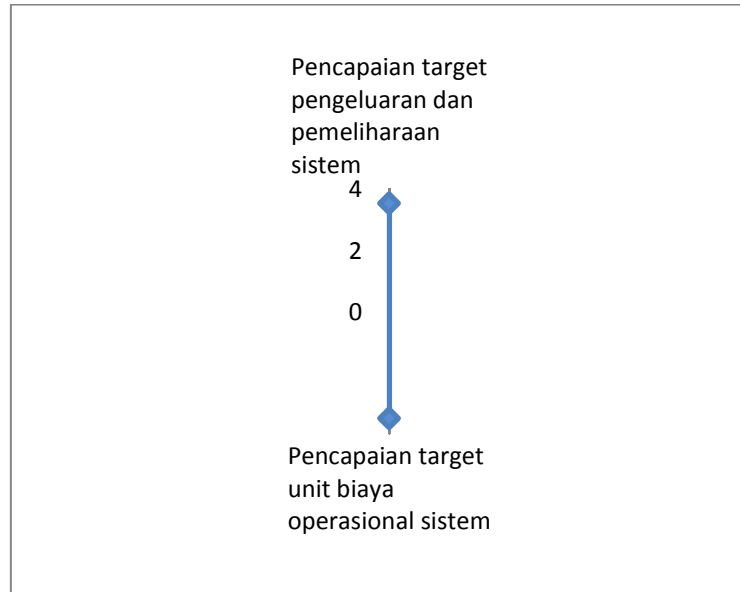 Pencapaian target
pengeluaran dan
pemeliharaan
sistem
4
2
0
Pencapaian target
unit biaya
operasional sistem